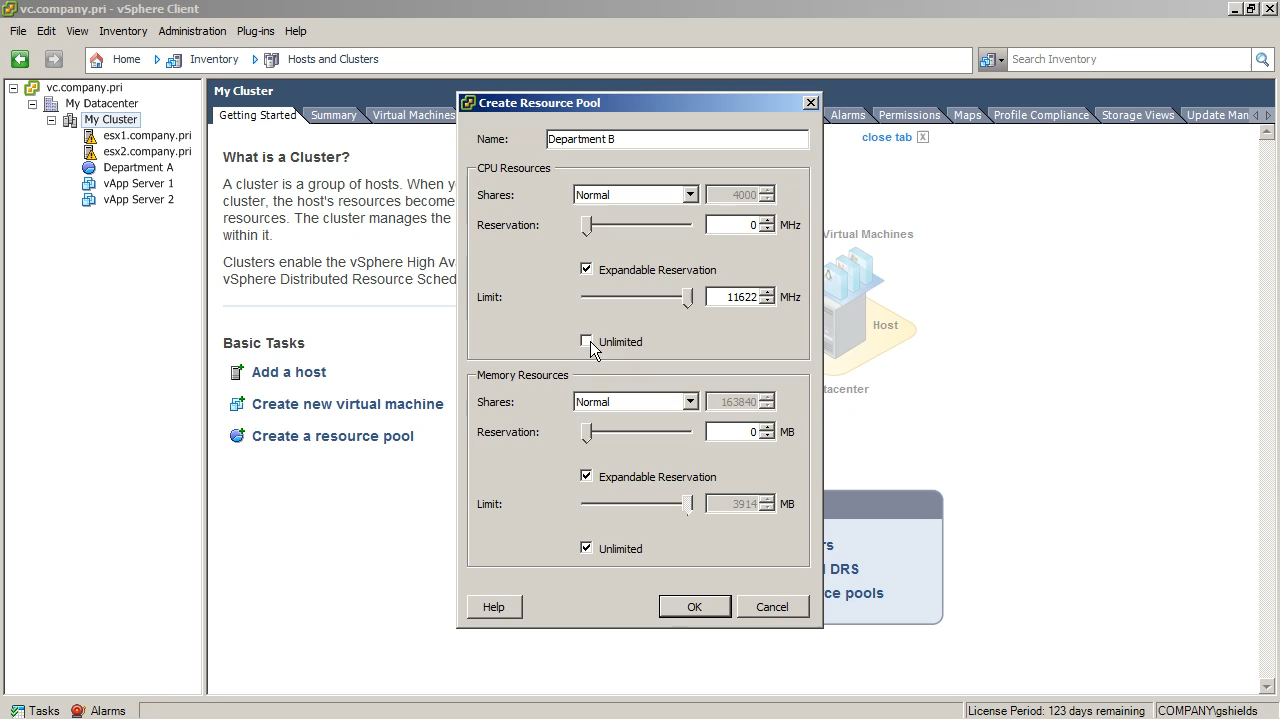 vc.company.pri - vSphere Client
File Edit View Inventory Administration Plug-ins Help
Home Inventory Hosts and Clusters Search Inventory
vc.company.pri
My Datacenter
My Cluster
esx1.company.pri
esx2.company.pri
Department A
vApp Server 1
vApp Server 2
My Cluster
Getting Started Summary Virtual Machines Alarms Permissions Maps Profile Compliance Storage Views Update Man
close tab
What is a Cluster?
A cluster is a group of hosts. When y
cluster, the host's resources become
resources. The cluster manages the
within it.
Clusters enable the vSphere High Av
vSphere Distributed Resource Sched
Basic Tasks
Add a host
Create new virtual machine
Create a resource pool
Create Resource Pool
Name: Department B
CPU Resources
Shares: Normal 4000
Reservation: 0 MHz
Expandable Reservation
Limit: 11622 MHz
Unlimited
Memory Resources
Shares: Normal 163840
Reservation: 0 MB
Expandable Reservation
Limit: 3914 MB
Unlimited
Help OK Cancel
Virtual Machines
Host
tacenter
rs
DRS
ce pools
Tasks Alarms License Period: 123 days remaining COMPANY\gshields